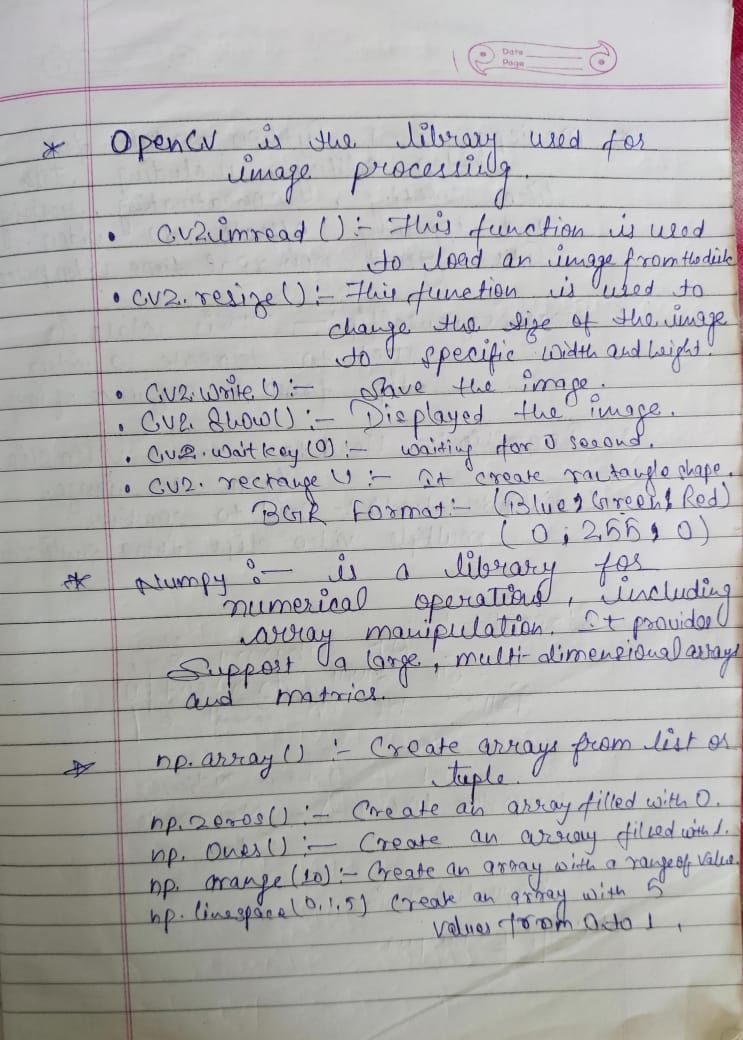 Date
Page
* OpenCV is the library used for
image processing.
• CV2imread () :- This function is used
to load an image from the disk
• CV2. resize () :- This function is used to
change the size of the image
to specific width and height.
• CV2. write () :- Save the image.
• CV2. Show() :- Displayed the image.
• CV2. wait key (0) :- waiting for 0 second.
• CV2. rectange () :- It create ractangle shape.
BGR Format :- (Blue, Green, Red)
(0, 255, 0)
* Numpy :- is a library for
numerical operations, including
array manipulation. It provides
Support a large, multi-dimensional arrays
and matrics.
* np. array () :- Create arrays from list or
tuple.
np. zeros() :- Create an array filled with 0.
np. Ones() :- Create an array filled with 1.
np. arange (10) :- Create an array with a range of value.
np. linespace (0,1,5) Create an array with 5
values from 0 to 1.